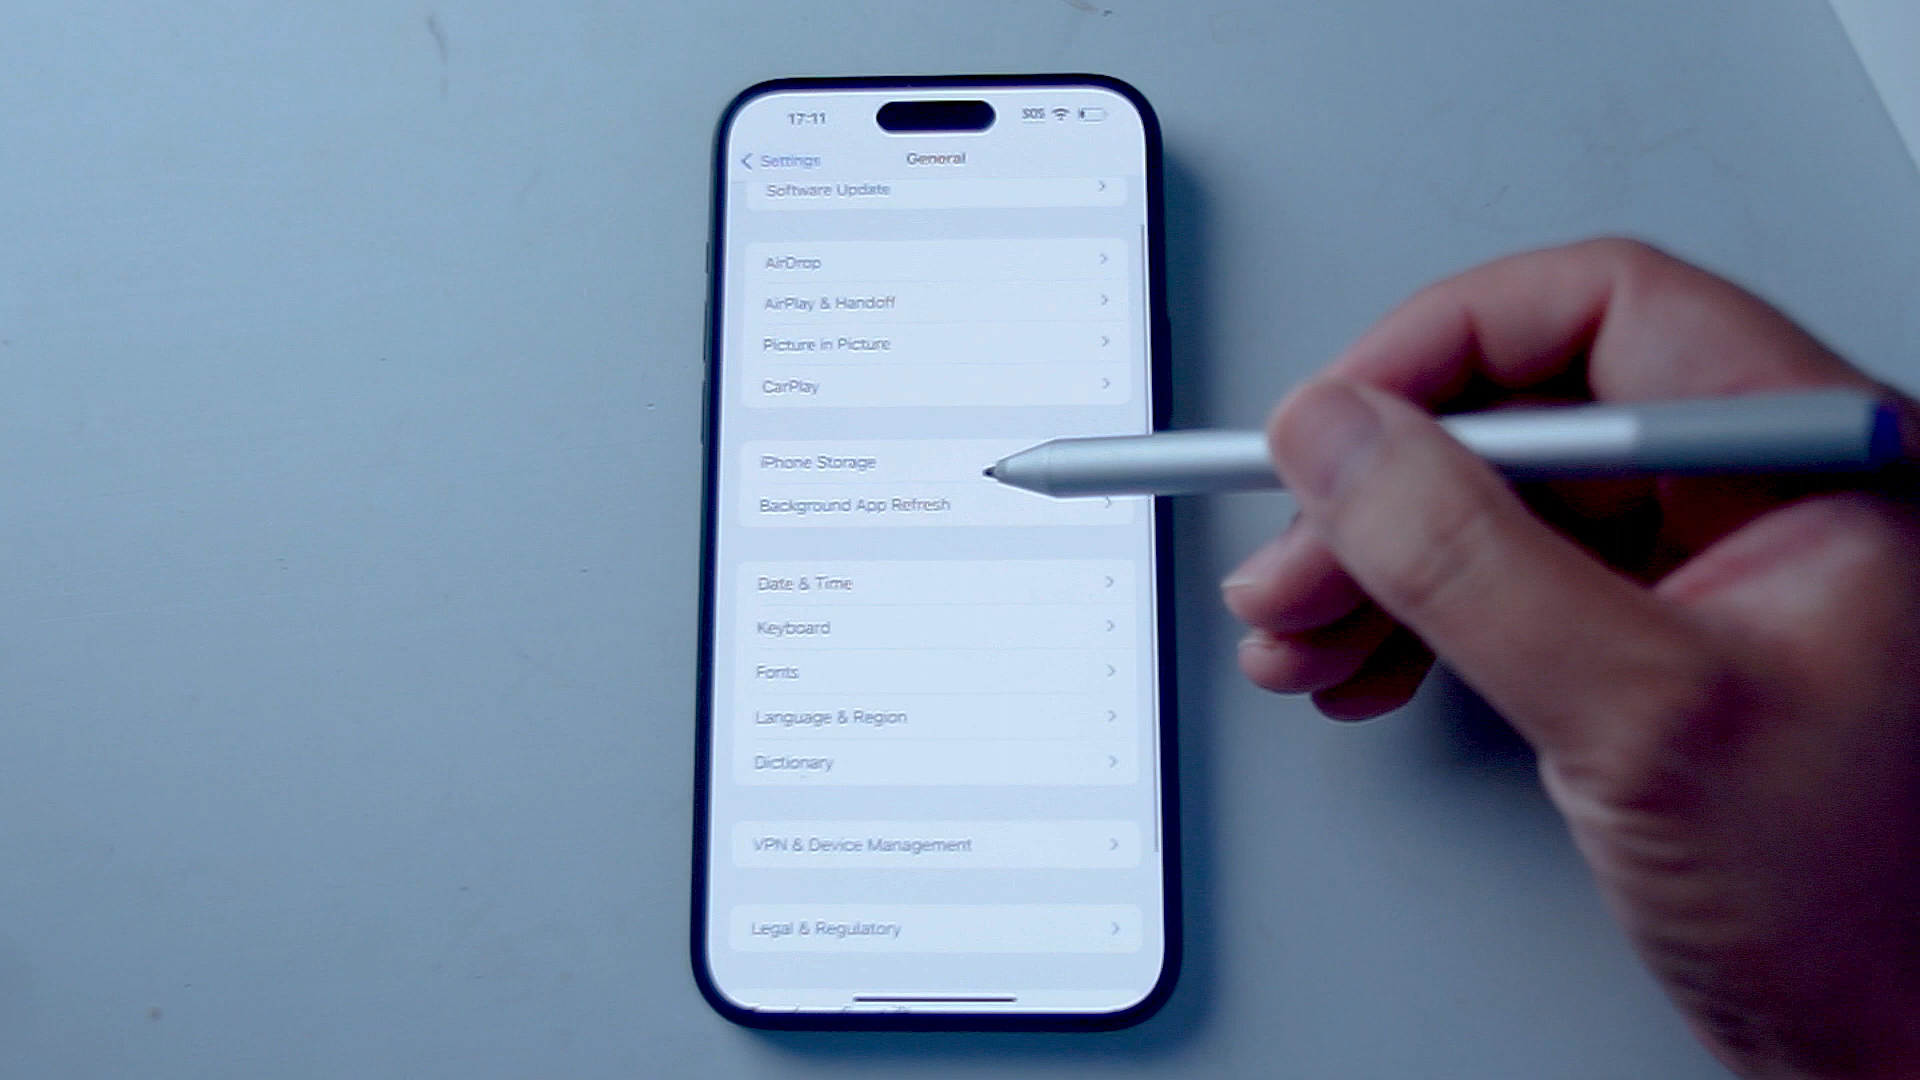 17:11
SOS
Settings
General
Software Update
AirDrop
AirPlay & Handoff
Picture in Picture
CarPlay
iPhone Storage
Background App Refresh
Date & Time
Keyboard
Fonts
Language & Region
Dictionary
VPN & Device Management
Legal & Regulatory